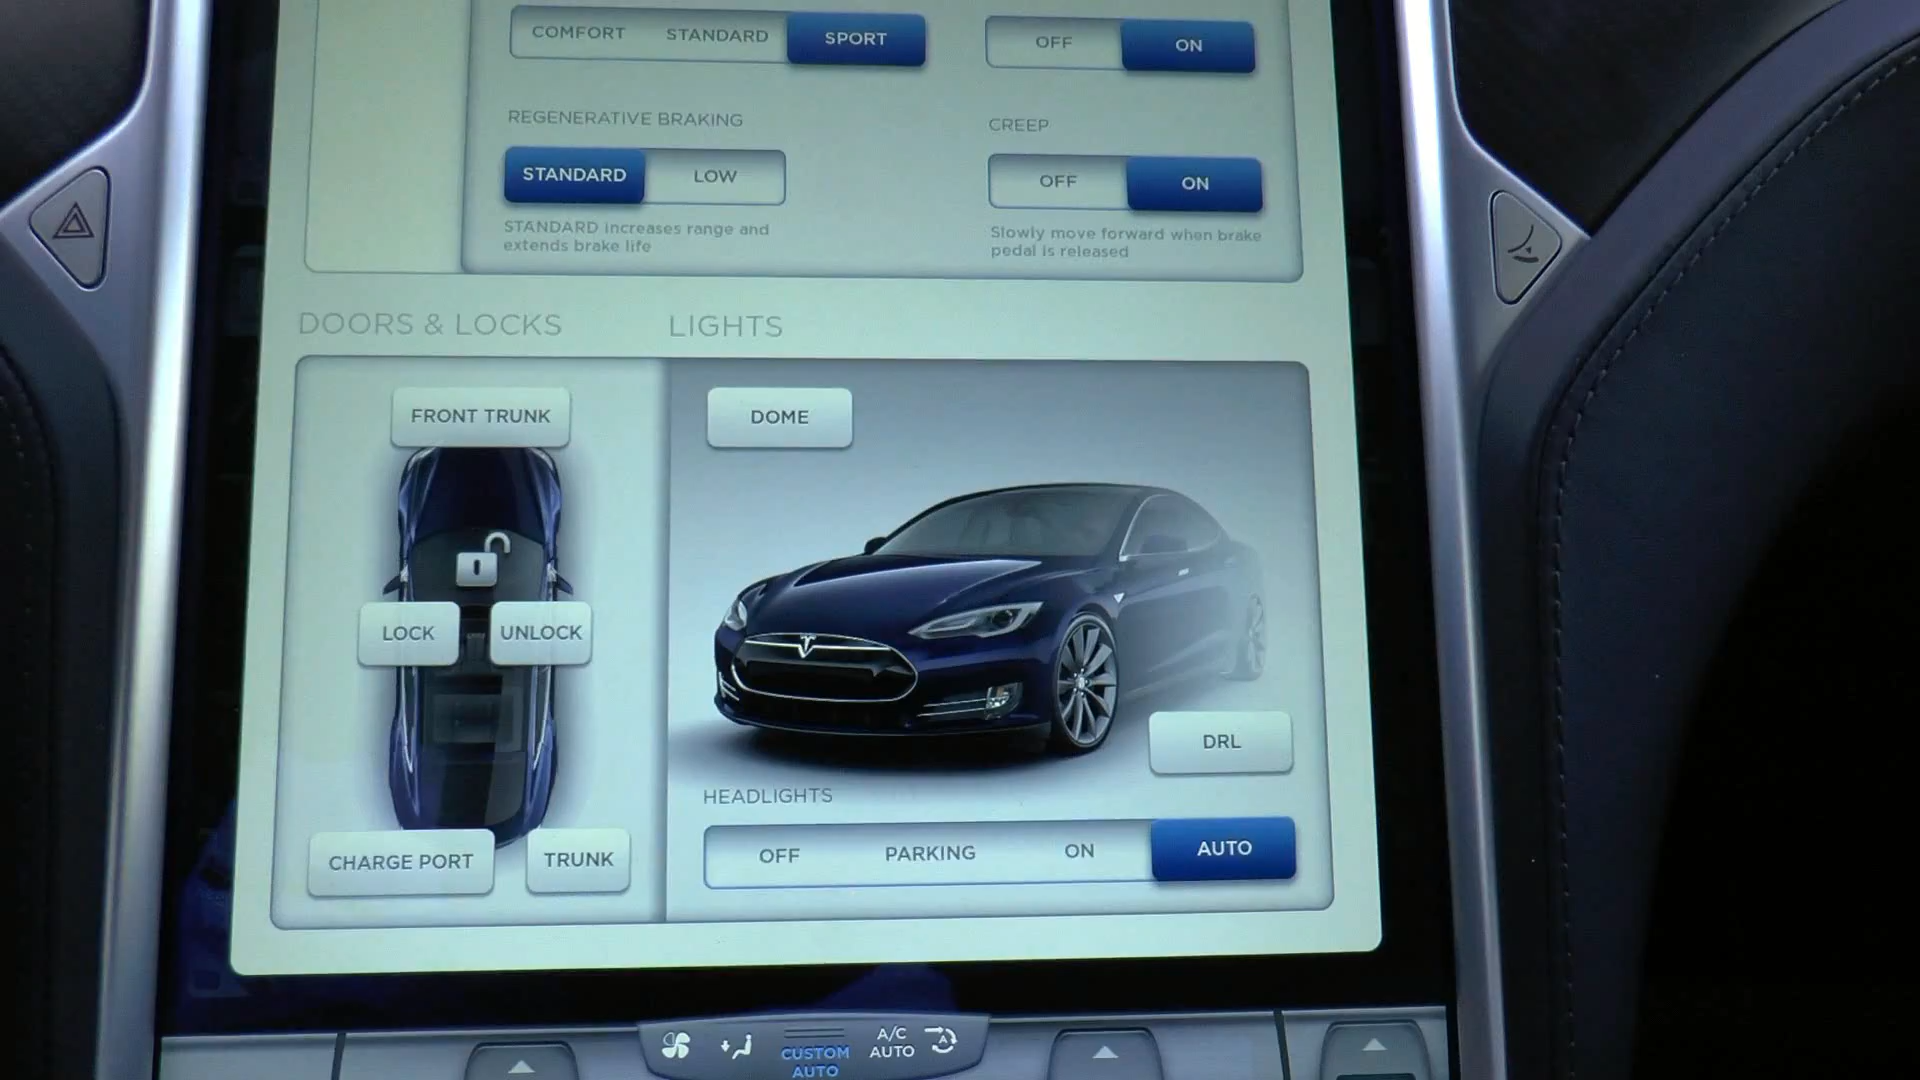 COMFORT STANDARD SPORT
OFF ON
REGENERATIVE BRAKING
STANDARD LOW
STANDARD increases range and
extends brake life
CREEP
OFF ON
Slowly move forward when brake
pedal is released
DOORS & LOCKS
LIGHTS
FRONT TRUNK
LOCK
UNLOCK
CHARGE PORT
TRUNK
DOME
DRL
HEADLIGHTS
OFF PARKING ON AUTO
CUSTOM
AUTO
A/C
AUTO
A